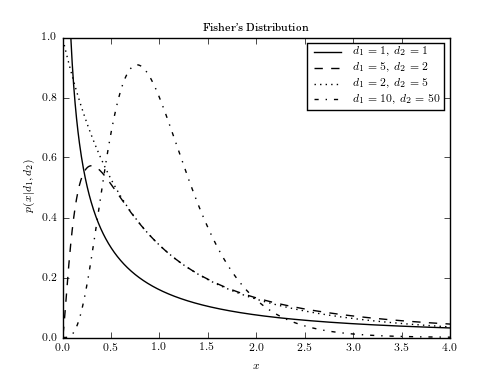 Fisher's Distribution
1.0
0.8
0.6
0.4
0.2
0.0
p(x|d₁, d₂)
d₁ = 1, d₂ = 1
d₁ = 5, d₂ = 2
d₁ = 2, d₂ = 5
d₁ = 10, d₂ = 50
0.0 0.5 1.0 1.5 2.0 2.5 3.0 3.5 4.0
x